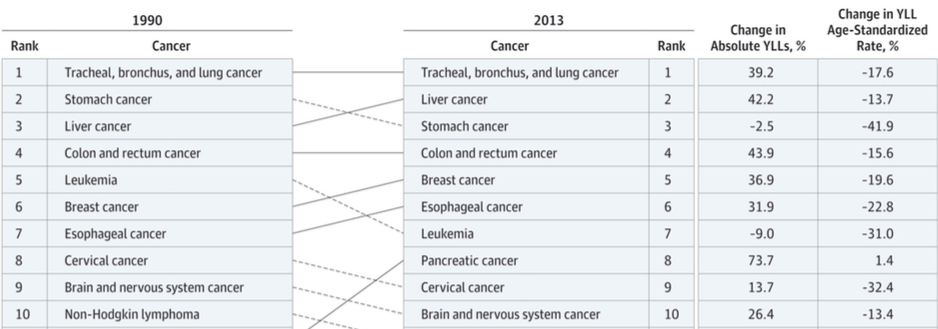 1990
2013
Rank Cancer
Cancer Rank
Change in Absolute YLLs, %
Change in YLL Age-Standardized Rate, %
1 Tracheal, bronchus, and lung cancer Tracheal, bronchus, and lung cancer 1 39.2 -17.6
2 Stomach cancer Liver cancer 2 42.2 -13.7
3 Liver cancer Stomach cancer 3 -2.5 -41.9
4 Colon and rectum cancer Colon and rectum cancer 4 43.9 -15.6
5 Leukemia Breast cancer 5 36.9 -19.6
6 Breast cancer Esophageal cancer 6 31.9 -22.8
7 Esophageal cancer Leukemia 7 -9.0 -31.0
8 Cervical cancer Pancreatic cancer 8 73.7 1.4
9 Brain and nervous system cancer Cervical cancer 9 13.7 -32.4
10 Non-Hodgkin lymphoma Brain and nervous system cancer 10 26.4 -13.4